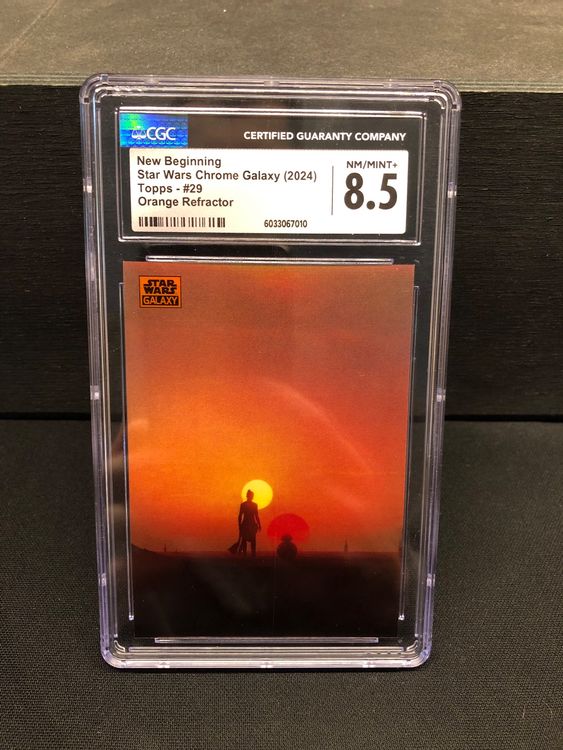 CGC
CERTIFIED GUARANTY COMPANY
New Beginning
Star Wars Chrome Galaxy (2024)
Topps - #29
Orange Refractor
NM/MINT+
8.5
6033067010
STAR
WARS
GALAXY